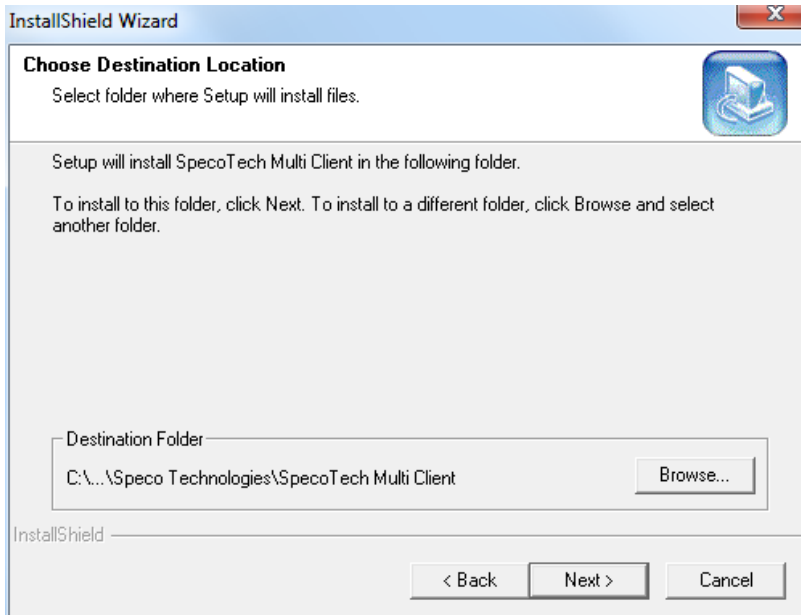 InstallShield Wizard
Choose Destination Location
Select folder where Setup will install files.
Setup will install SpecoTech Multi Client in the following folder.
To install to this folder, click Next. To install to a different folder, click Browse and select
another folder.
Destination Folder
C:\...\Speco Technologies\SpecoTech Multi Client
Browse...
InstallShield
< Back
Next >
Cancel